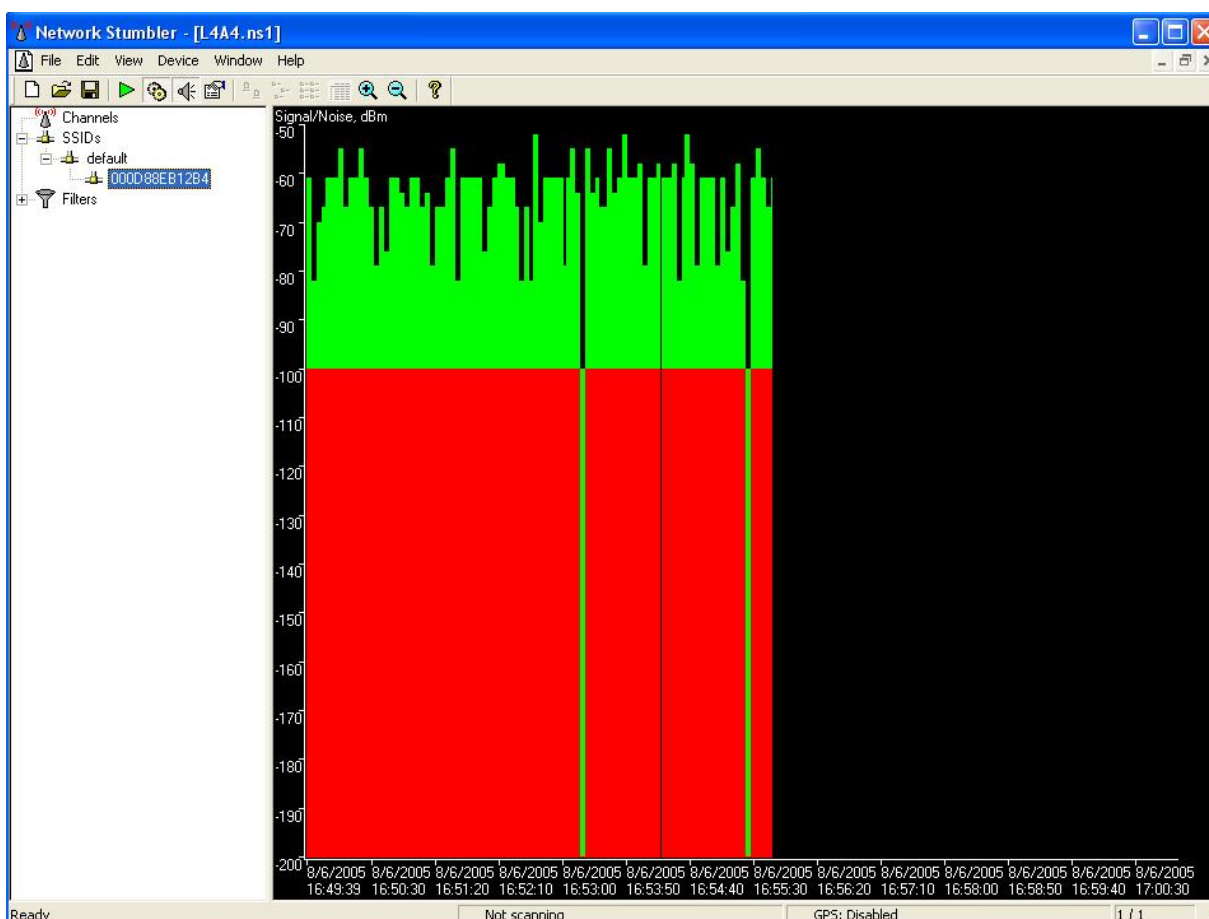 Network Stumbler - [L4A4.ns1]
File Edit View Device Window Help
Channels
SSIDs
default
000D88EB12B4
Filters
Signal/Noise, dBm
-50
-60
-70
-80
-90
-100
-110
-120
-130
-140
-150
-160
-170
-180
-190
-200
8/6/2005 8/6/2005 8/6/2005 8/6/2005 8/6/2005 8/6/2005 8/6/2005 8/6/2005 8/6/2005 8/6/2005 8/6/2005 8/6/2005 8/6/2005 8/6/2005
16:49:39 16:50:30 16:51:20 16:52:10 16:53:00 16:53:50 16:54:40 16:55:30 16:56:20 16:57:10 16:58:00 16:58:50 16:59:40 17:00:30
Ready Not scanning GPS: Disabled 1 / 1